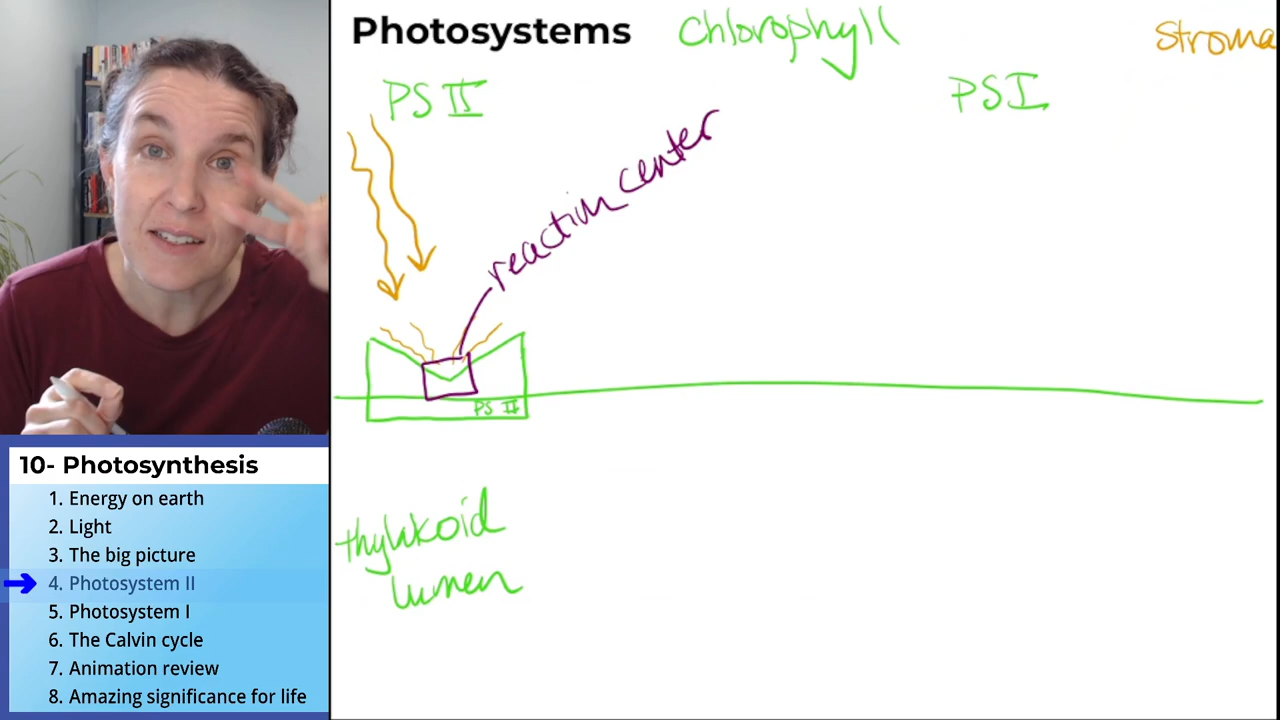 Photosystems
Chlorophyll
Stroma
PS II
PS I
reaction center
PS II
thylakoid
lumen
10- Photosynthesis
1. Energy on earth
2. Light
3. The big picture
4. Photosystem II
5. Photosystem I
6. The Calvin cycle
7. Animation review
8. Amazing significance for life